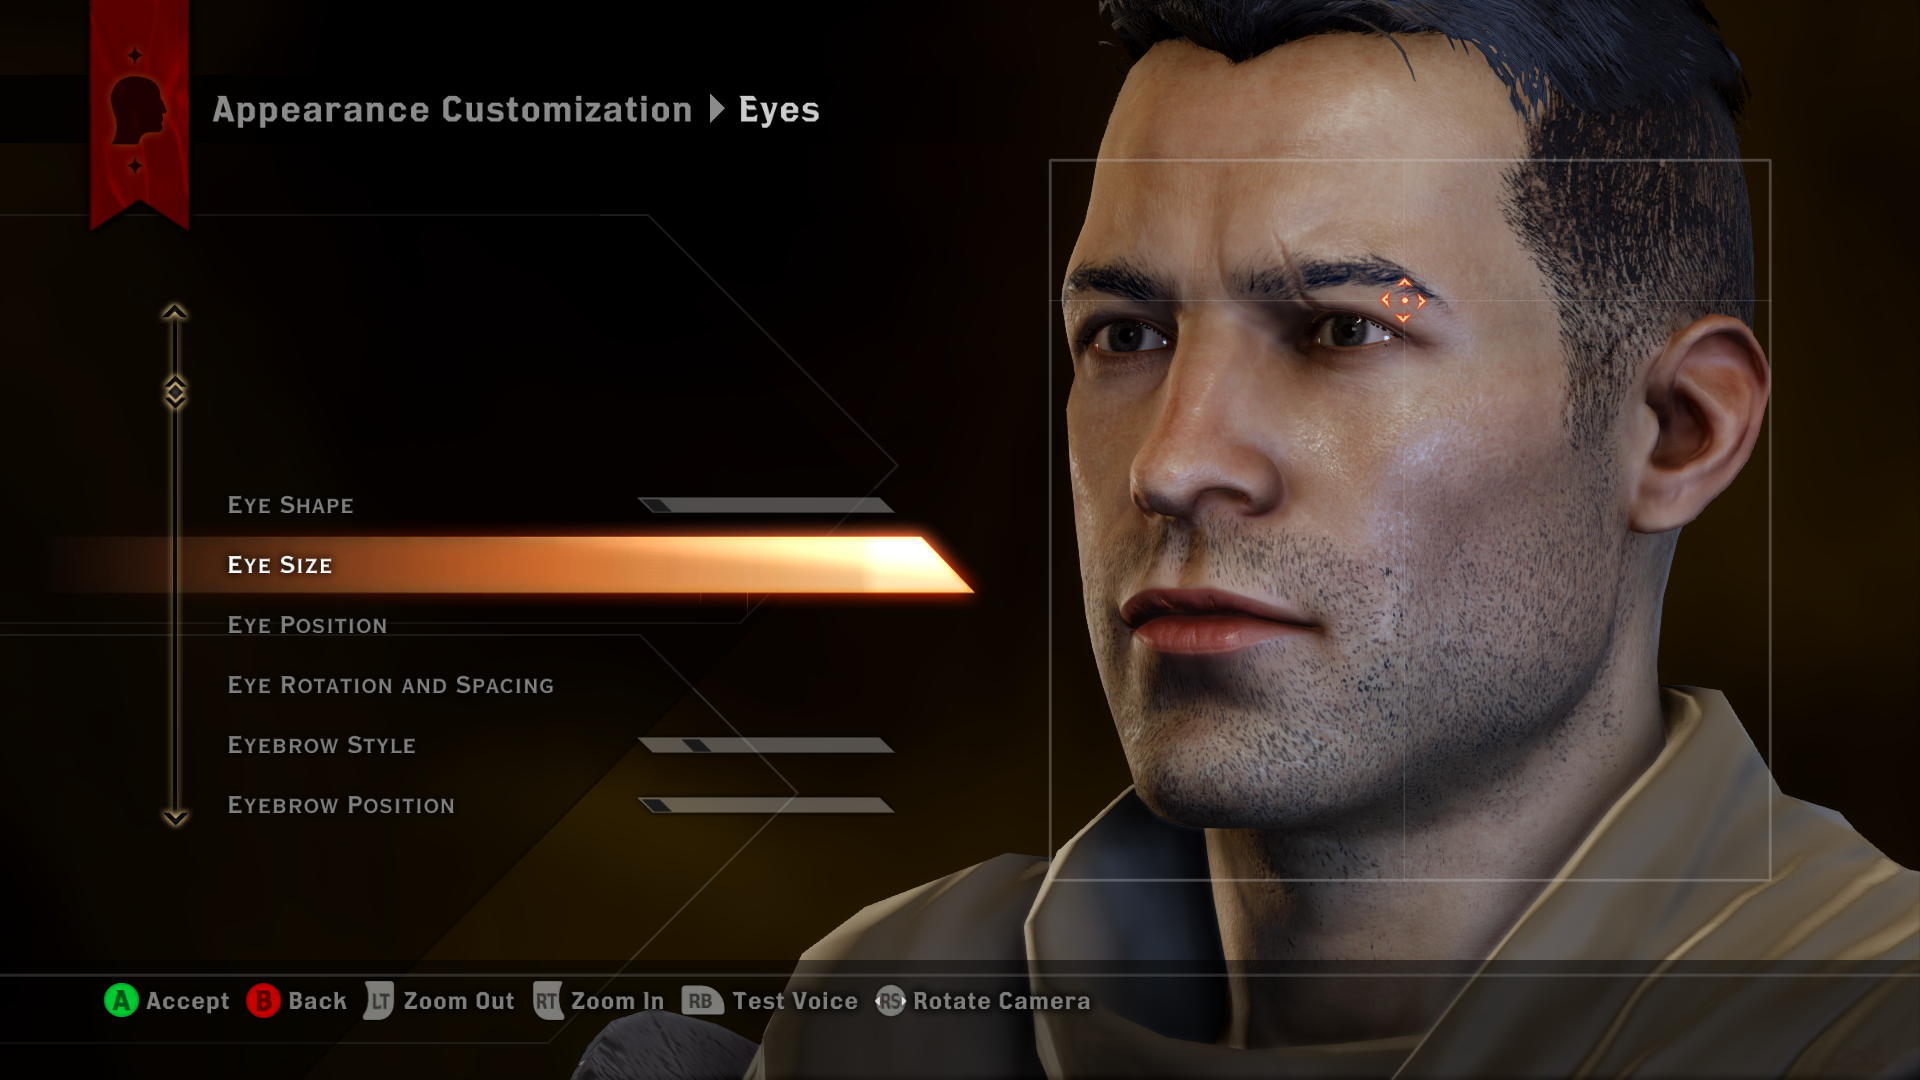 Appearance Customization ▶ Eyes
Eye Shape
Eye Size
Eye Position
Eye Rotation and Spacing
Eyebrow Style
Eyebrow Position
A Accept B Back LT Zoom Out RT Zoom In RB Test Voice RS Rotate Camera